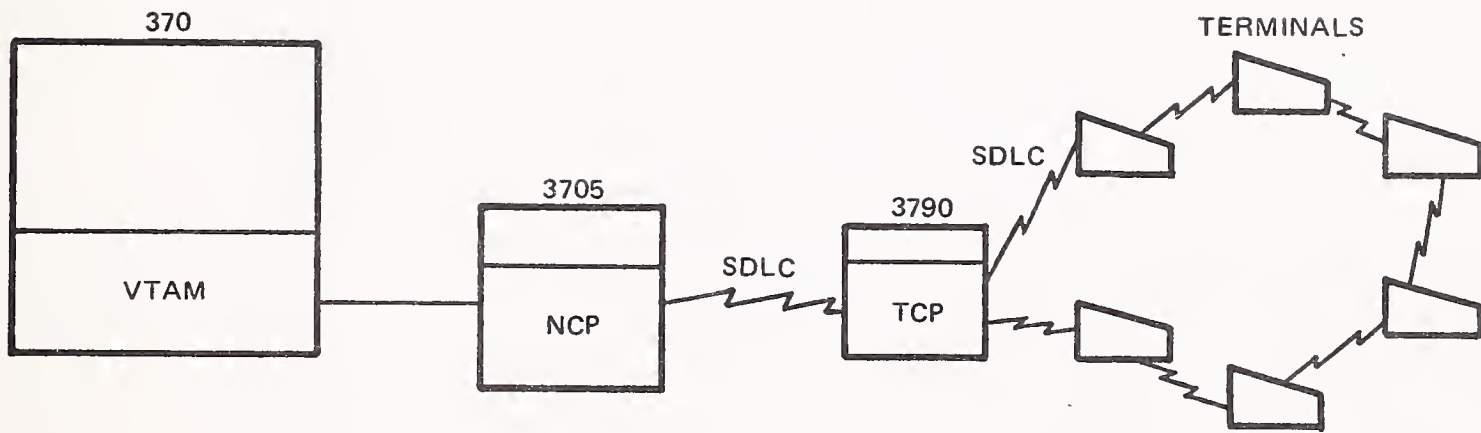 370
VTAM
3705
NCP
SDLC
3790
TCP
SDLC
TERMINALS